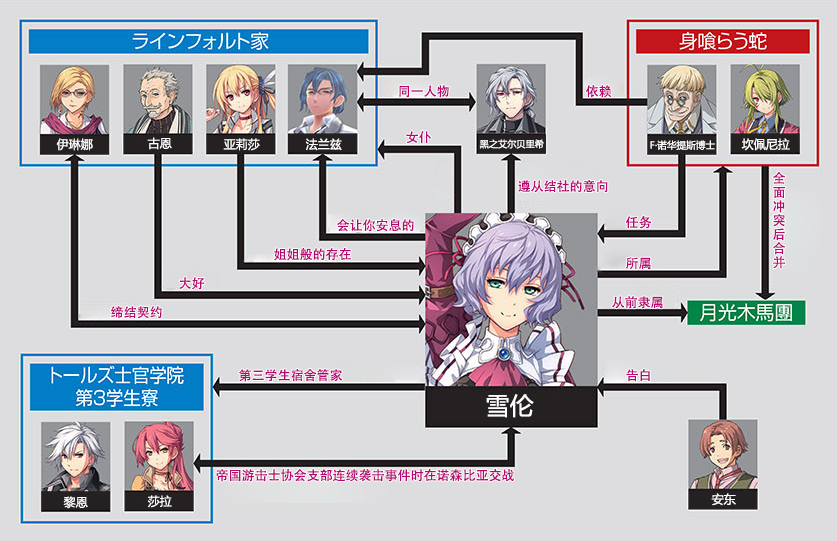 ラインフォルト家
身喰らう蛇
伊琳娜
古恩
亚莉莎
法兰兹
同一人物
黑之艾尔贝里希
依赖
F·诺华提斯博士
坎佩尼拉
女仆
遵从结社的意向
会让你安息的
姐姐般的存在
大好
缔结契约
任务
所属
从前隶属
全面冲突后合并
月光木馬團
トールズ士官学院
第3学生寮
第三学生宿舍管家
雪伦
告白
黎恩
莎拉
帝国游击士协会支部连续袭击事件时在诺森比亚交战
安东